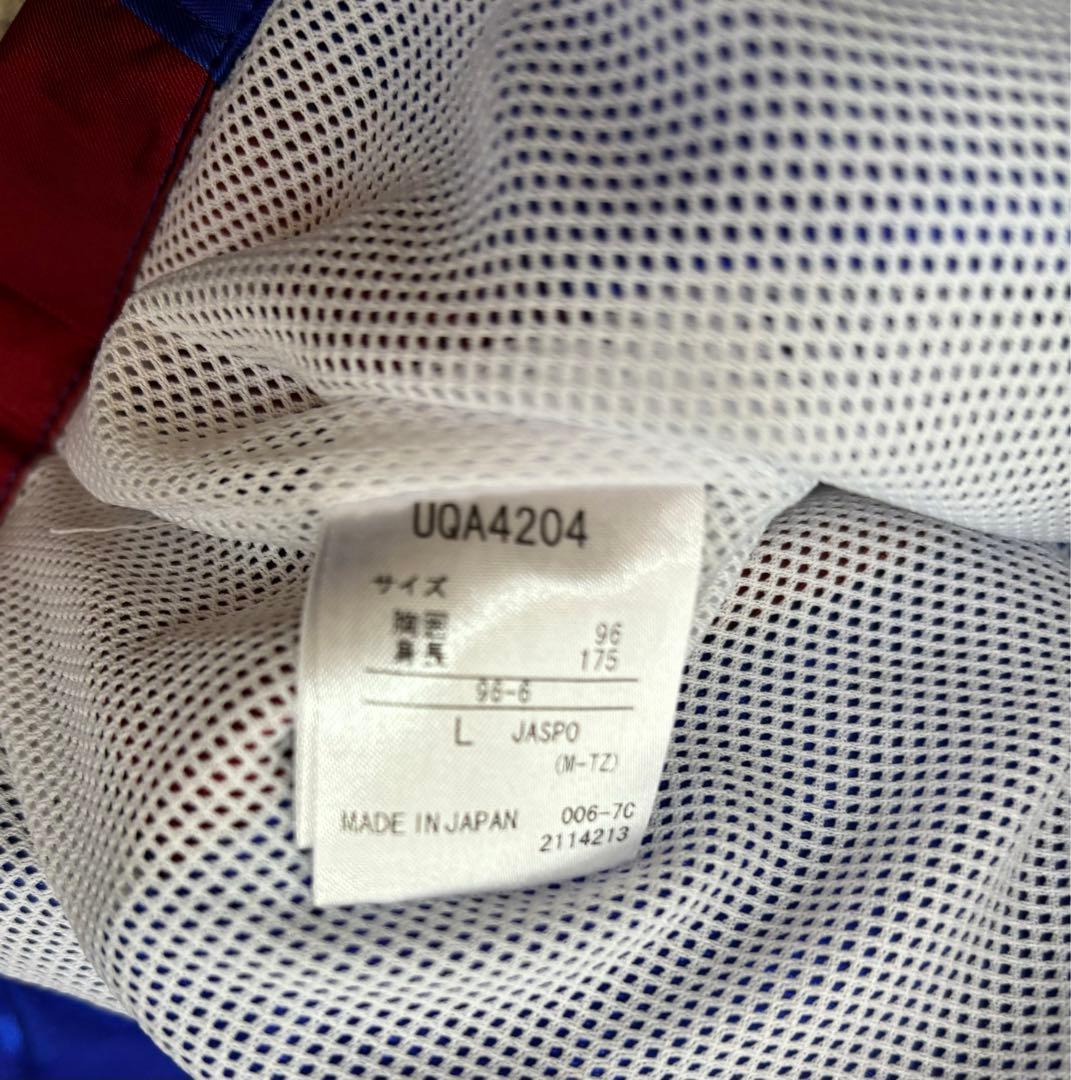 UQA4204
サイズ
胸囲 96
身長 175
96-6
L JASPO
(M-TZ)
MADE IN JAPAN 006-7C
2114213